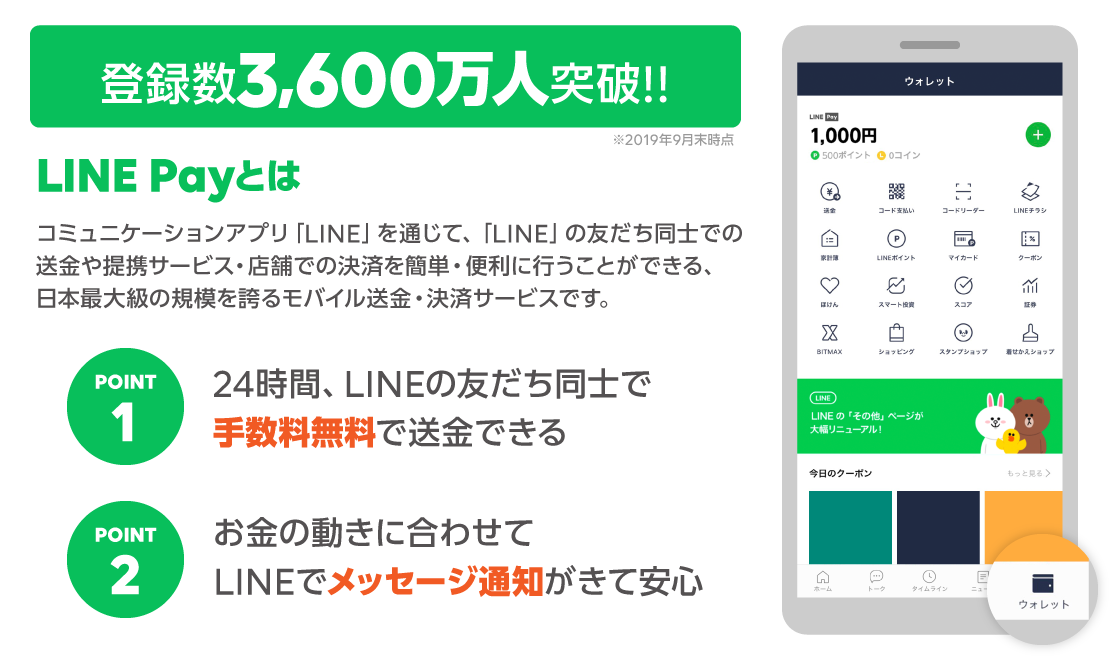 登録数3,600万人突破!!
※2019年9月末時点
LINE Payとは
コミュニケーションアプリ「LINE」を通じて、「LINE」の友だち同士での
送金や提携サービス・店舗での決済を簡単・便利に行うことができる、
日本最大級の規模を誇るモバイル送金・決済サービスです。
POINT
1
24時間、LINEの友だち同士で
手数料無料で送金できる
POINT
2
お金の動きに合わせて
LINEでメッセージ通知がきて安心
ウォレット
LINE Pay
1,000円
P 500ポイント L 0コイン
送金 コード支払い コードリーダー LINEチラシ
家計簿 LINEポイント マイカード クーポン
ほけん スマート投資 スコア 証券
BITMAX ショッピング スタンプショップ 着せかえショップ
LINE
LINE の「その他」ページが
大幅リニューアル!
今日のクーポン もっと見る
ホーム トーク タイムライン ニュー
ウォレット